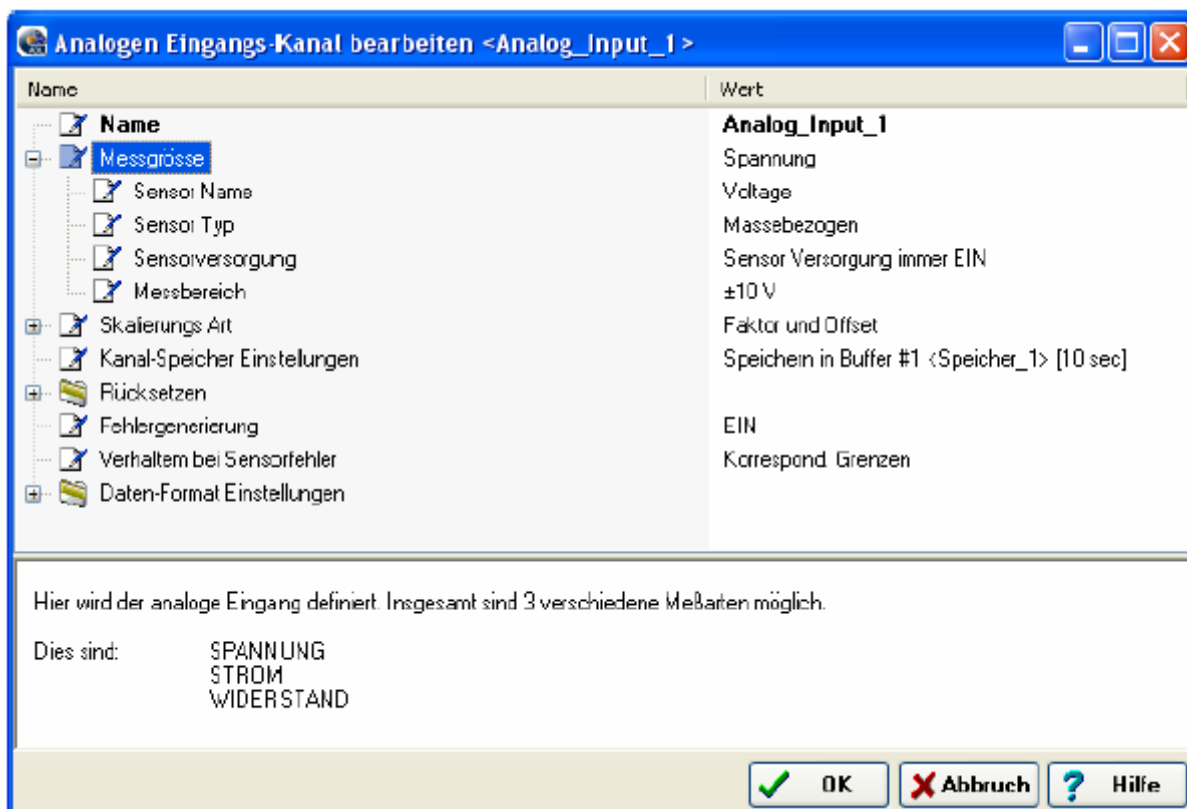 Analogen Eingangs-Kanal bearbeiten <Analog_Input_1 >
Name Wert
Name Analog_Input_1
Messgrösse Spannung
Sensor Name Voltage
Sensor Typ Massebezogen
Sensorversorgung Sensor Versorgung immer EIN
Messbereich ±10 V
Skalierungs Art Faktor und Offset
Kanal-Speicher Einstellungen Speichern in Buffer #1 <Speicher_1> [10 sec]
Rücksetzen
Fehlergenerierung EIN
Verhaltem bei Sensorfehler Korrespond. Grenzen
Daten-Format Einstellungen
Hier wird der analoge Eingang definiert. Insgesamt sind 3 verschiedene Meßarten möglich.
Dies sind: SPANNUNG
STROM
WIDERSTAND
OK Abbruch ? Hilfe